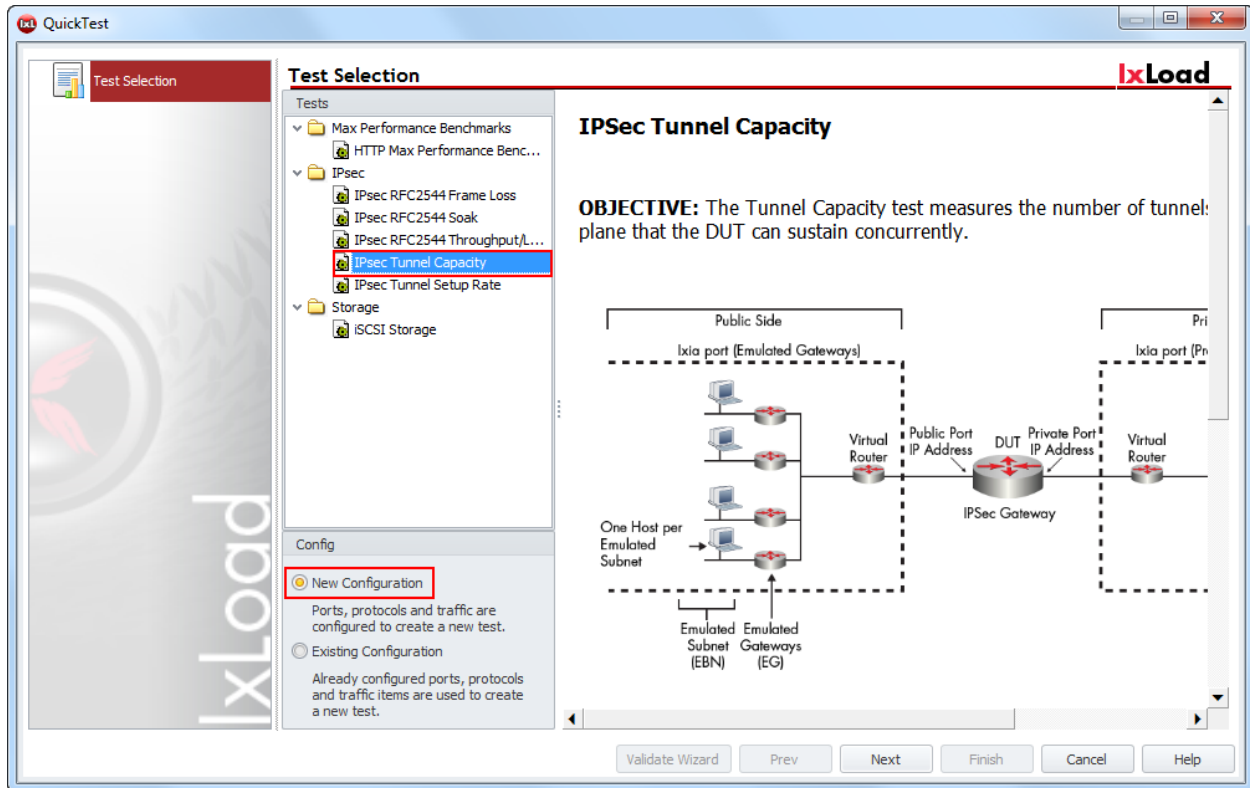 QuickTest
Test Selection
Test Selection
IxLoad
Tests
Max Performance Benchmarks
HTTP Max Performance Benc...
IPsec
IPsec RFC2544 Frame Loss
IPsec RFC2544 Soak
IPsec RFC2544 Throughput/L...
IPsec Tunnel Capacity
IPsec Tunnel Setup Rate
Storage
iSCSI Storage
Config
New Configuration
Ports, protocols and traffic are
configured to create a new test.
Existing Configuration
Already configured ports, protocols
and traffic items are used to create
a new test.
IxLoad
IPSec Tunnel Capacity
OBJECTIVE: The Tunnel Capacity test measures the number of tunnels
plane that the DUT can sustain concurrently.
Public Side
Ixia port (Emulated Gateways)
Pri
Ixia port (Pr
Virtual
Router
Public Port
IP Address
DUT
Private Port
IP Address
Virtual
Router
IPSec Gateway
One Host per
Emulated
Subnet
Emulated
Subnet
(EBN)
Emulated
Gateways
(EG)
Validate Wizard
Prev
Next
Finish
Cancel
Help